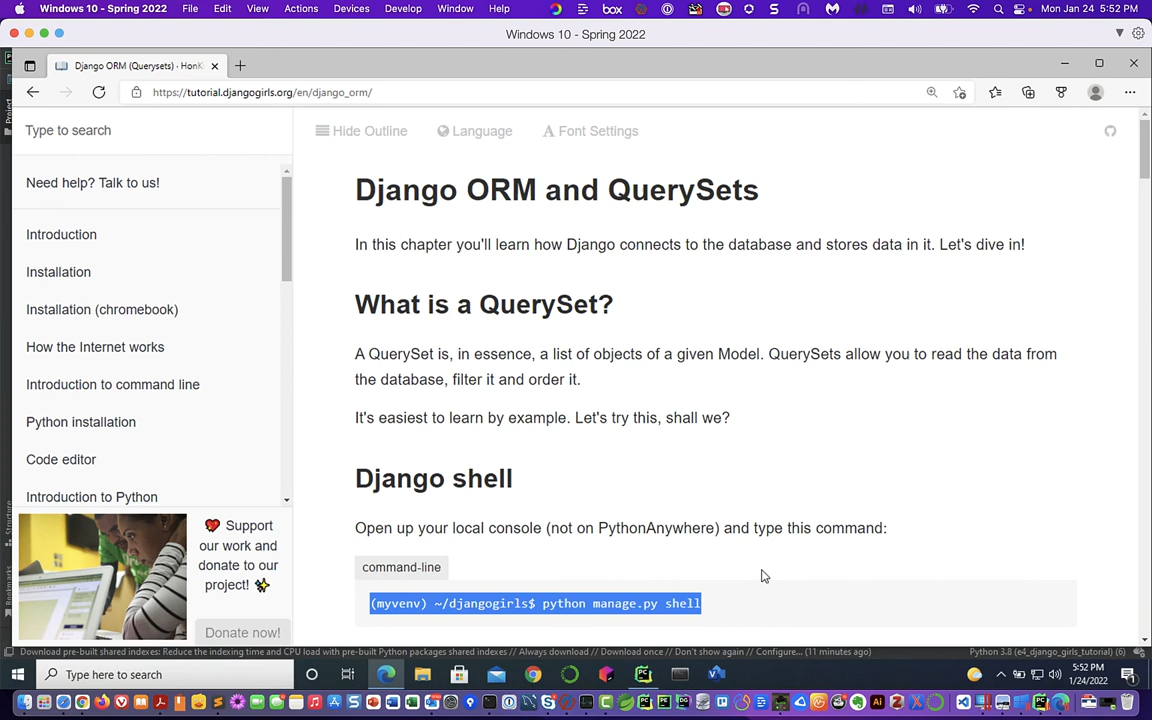 Windows 10 - Spring 2022 File Edit View Actions Devices Develop Window Help box Mon Jan 24 5:52 PM
Windows 10 - Spring 2022
Django ORM (Querysets) · HonK
https://tutorial.djangogirls.org/en/django_orm/
Project
Type to search
Hide Outline Language Font Settings
Need help? Talk to us!
Introduction
Installation
Installation (chromebook)
How the Internet works
Introduction to command line
Python installation
Code editor
Introduction to Python
Support
our work and
donate to our
project!
Donate now!
Django ORM and QuerySets
In this chapter you'll learn how Django connects to the database and stores data in it. Let's dive in!
What is a QuerySet?
A QuerySet is, in essence, a list of objects of a given Model. QuerySets allow you to read the data from
the database, filter it and order it.
It's easiest to learn by example. Let's try this, shall we?
Django shell
Open up your local console (not on PythonAnywhere) and type this command:
command-line
(myvenv) ~/djangogirls$ python manage.py shell
Structure
Bookmarks
Download pre-built shared indexes: Reduce the indexing time and CPU load with pre-built Python packages shared indexes // Always download // Download once // Don't show again // Configure... (11 minutes ago) Python 3.8 (e4_django_girls_tutorial) (6)
Type here to search
5:52 PM
1/24/2022